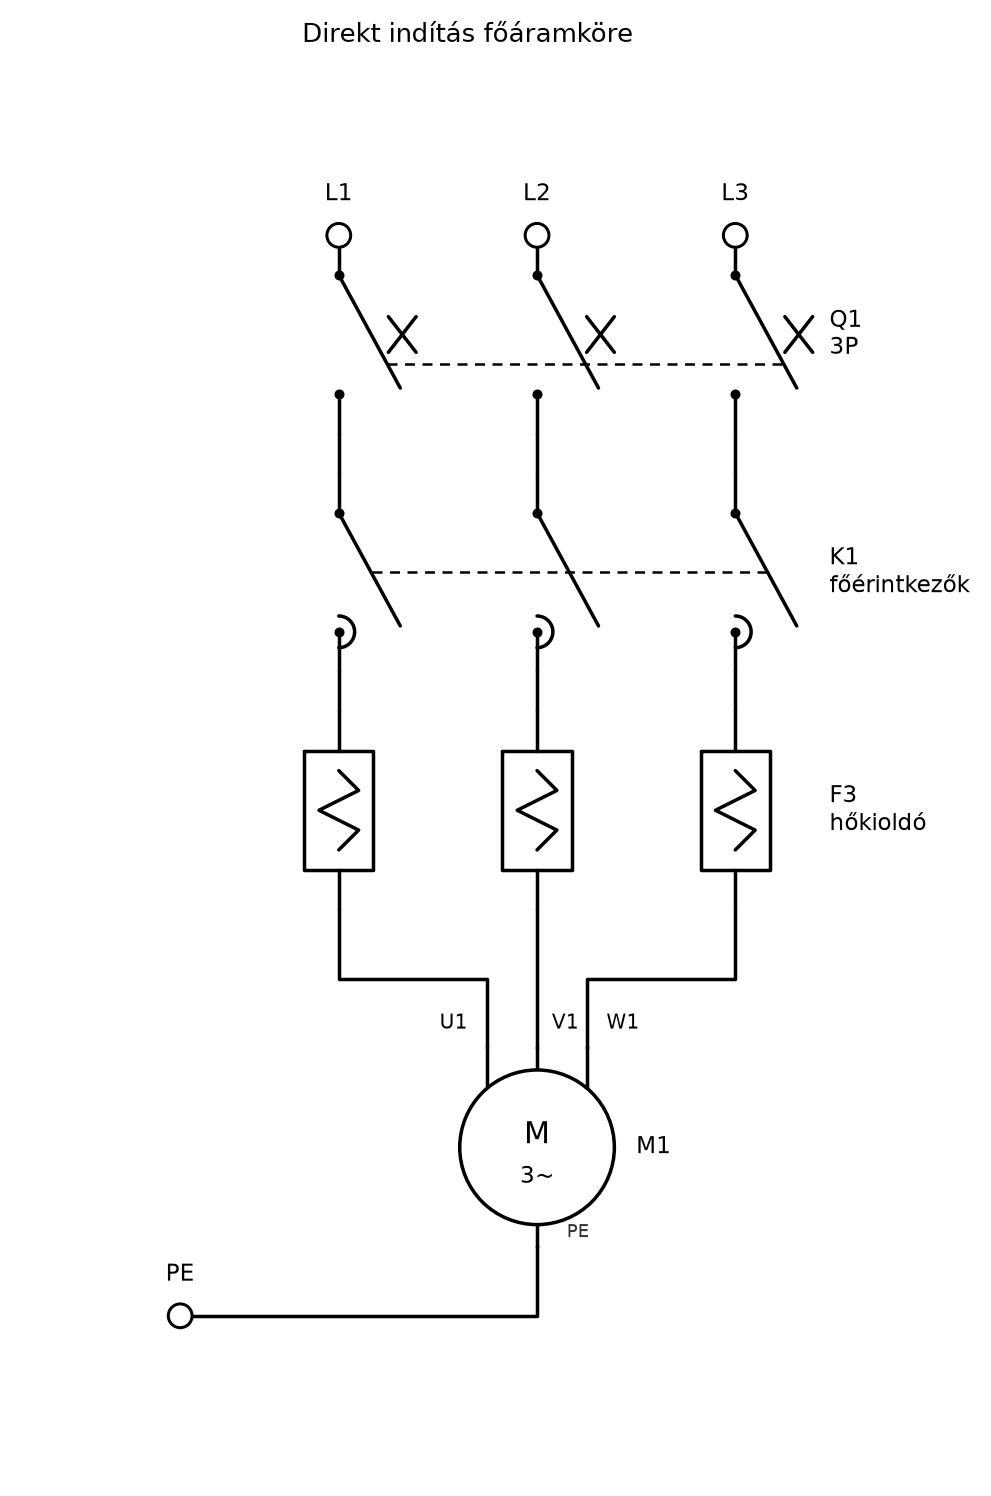 Direkt indítás főáramköre
L1
L2
L3
Q1
3P
K1
főérintkezők
F3
hőkioldó
U1
V1
W1
M
3~
M1
PE
PE